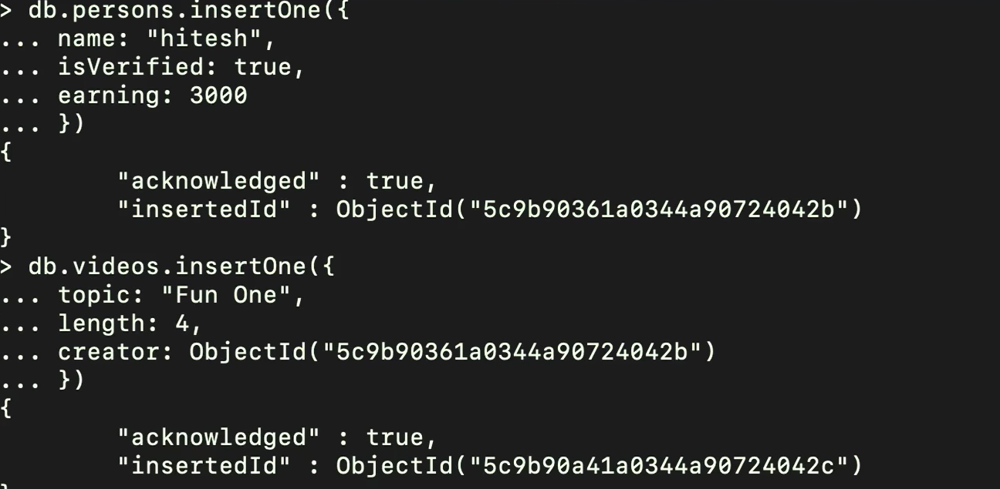 > db.persons.insertOne({
... name: "hitesh",
... isVerified: true,
... earning: 3000
... })
{
        "acknowledged" : true,
        "insertedId" : ObjectId("5c9b90361a0344a90724042b")
}
> db.videos.insertOne({
... topic: "Fun One",
... length: 4,
... creator: ObjectId("5c9b90361a0344a90724042b")
... })
{
        "acknowledged" : true,
        "insertedId" : ObjectId("5c9b90a41a0344a90724042c")
}